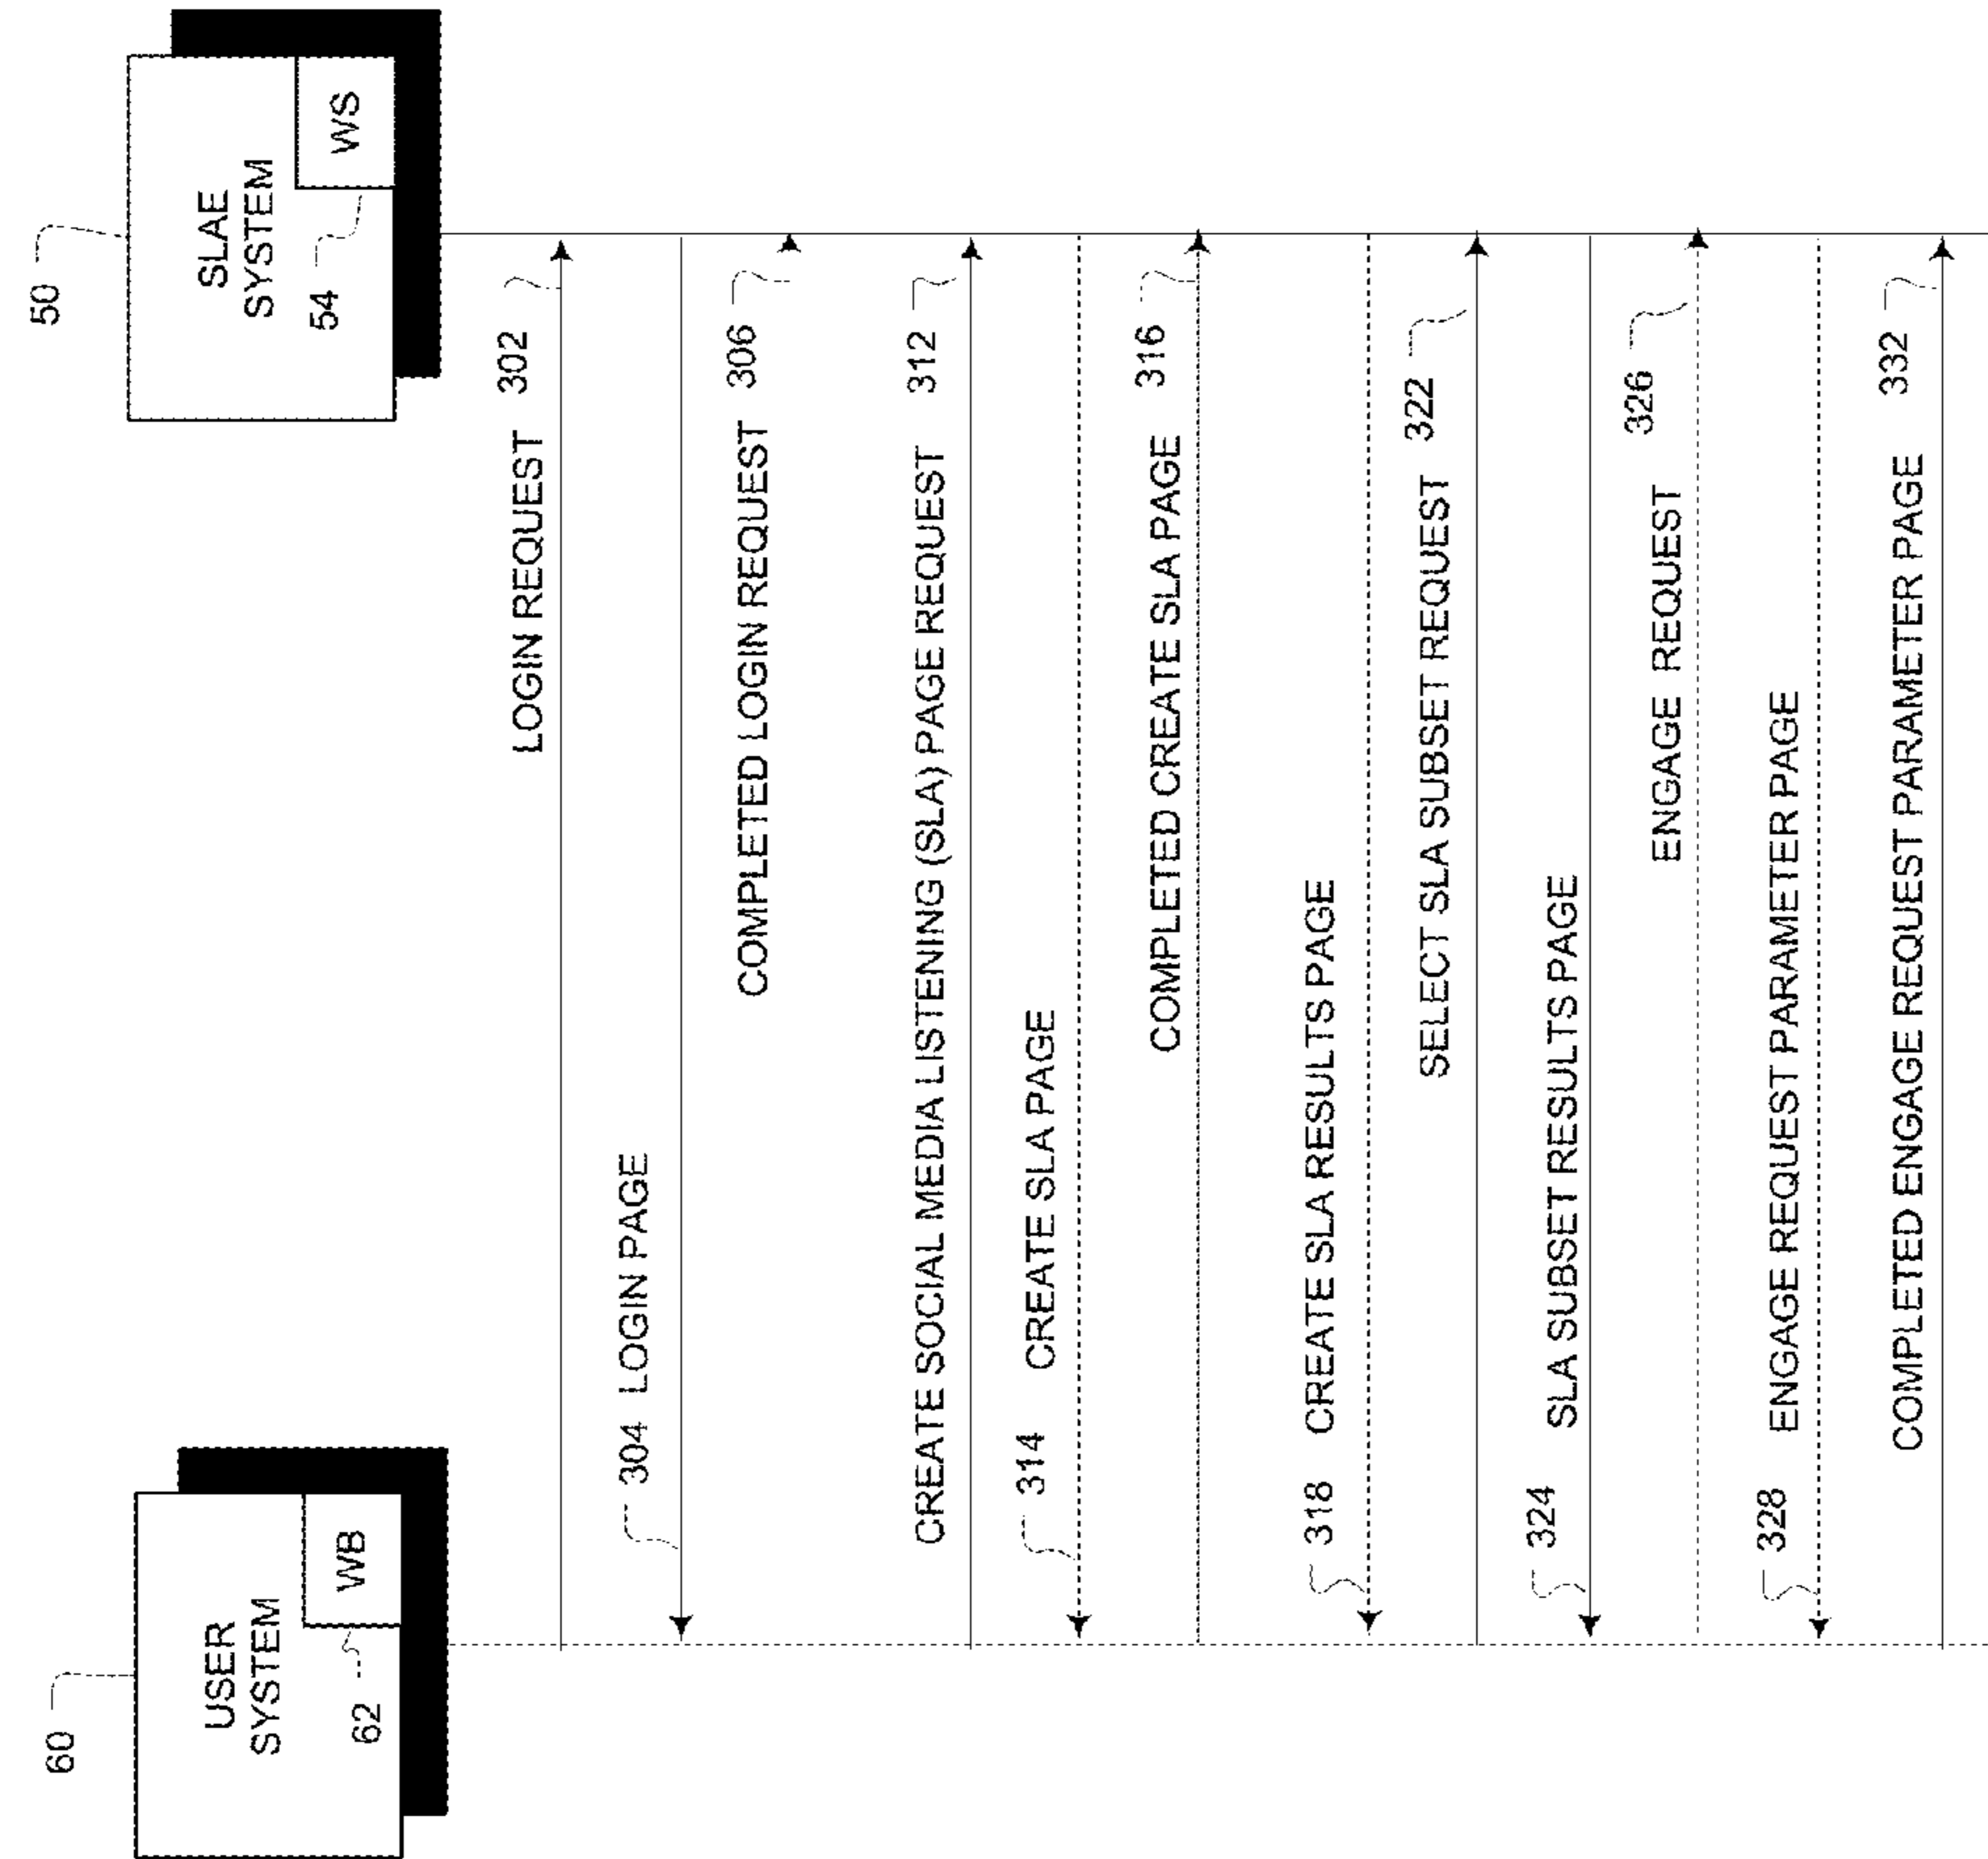 60
USER
SYSTEM
62
WB
50
SLAE
SYSTEM
54
WS
LOGIN REQUEST 302
304 LOGIN PAGE
COMPLETED LOGIN REQUEST 306
CREATE SOCIAL MEDIA LISTENING (SLA) PAGE REQUEST 312
314 CREATE SLA PAGE
COMPLETED CREATE SLA PAGE 316
318 CREATE SLA RESULTS PAGE
SELECT SLA SUBSET REQUEST 322
324 SLA SUBSET RESULTS PAGE
ENGAGE REQUEST 326
328 ENGAGE REQUEST PARAMETER PAGE
COMPLETED ENGAGE REQUEST PARAMETER PAGE 332